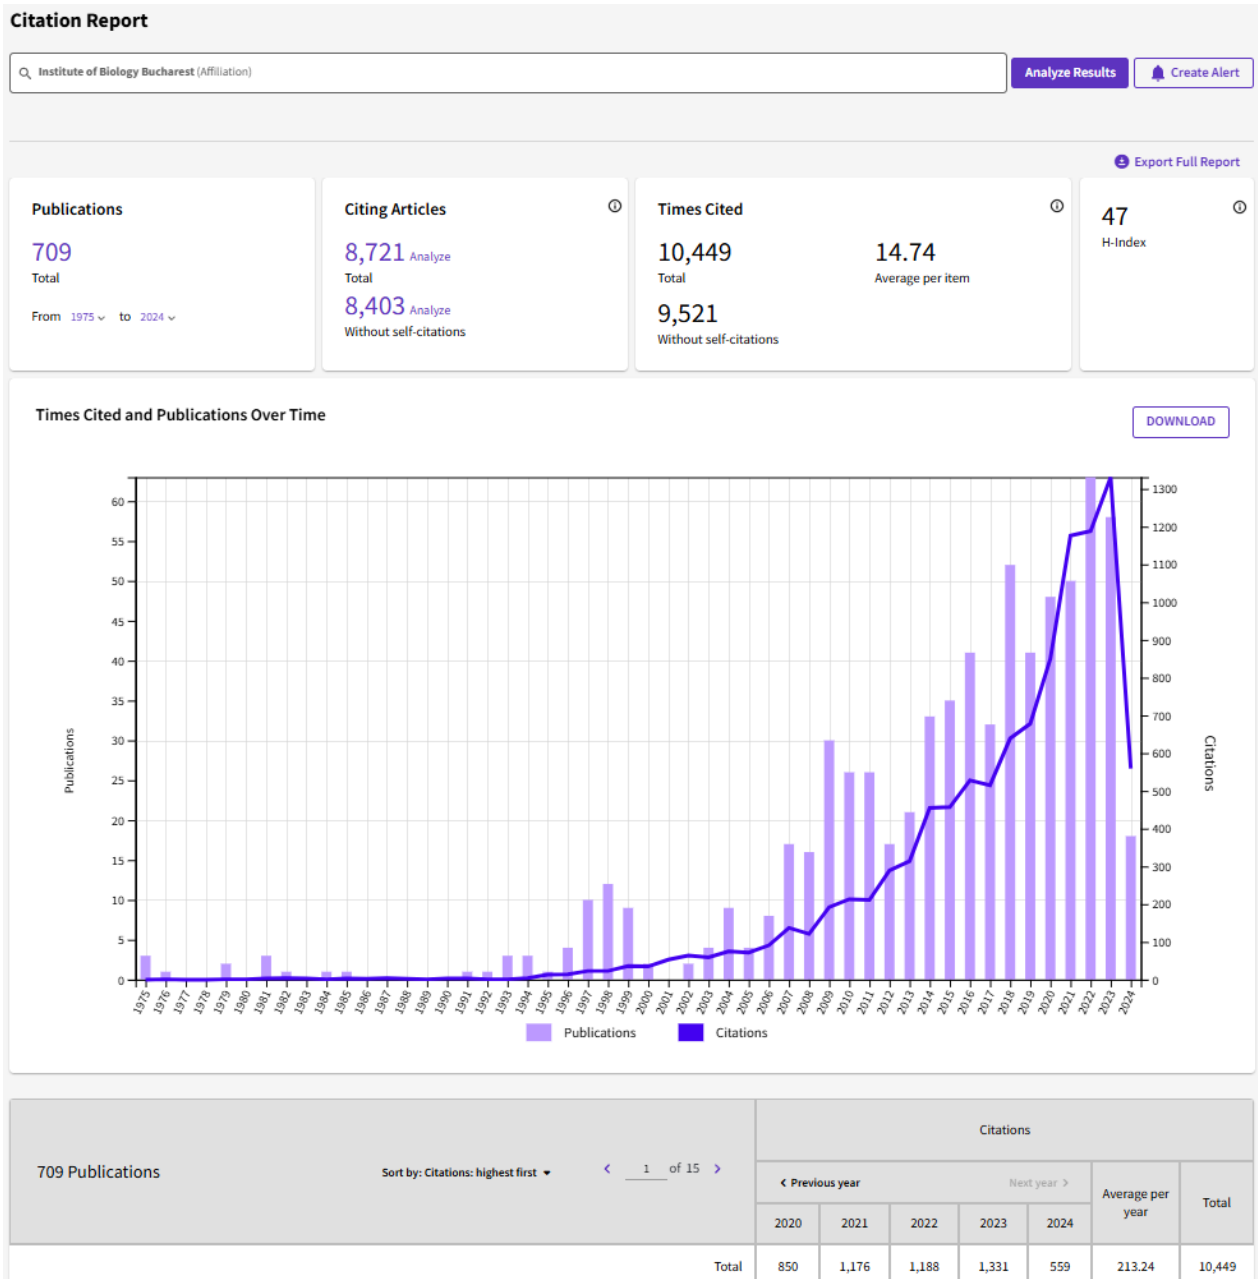 Citation Report
Institute of Biology Bucharest (Affiliation)
Analyze Results
Create Alert
Export Full Report
Publications
709
Total
From 1975 to 2024
Citing Articles
8,721 Analyze
Total
8,403 Analyze
Without self-citations
Times Cited
10,449
Total
9,521
Without self-citations
14.74
Average per item
47
H-Index
Times Cited and Publications Over Time
DOWNLOAD
Publications
60
55
50
45
40
35
30
25
20
15
10
5
0
1300
1200
1100
1000
900
800
700
600
500
400
300
200
100
0
Citations
1975 1976 1977 1978 1979 1980 1981 1982 1983 1984 1985 1986 1987 1988 1989 1990 1991 1992 1993 1994 1995 1996 1997 1998 1999 2000 2001 2002 2003 2004 2005 2006 2007 2008 2009 2010 2011 2012 2013 2014 2015 2016 2017 2018 2019 2020 2021 2022 2023 2024
Publications Citations
709 Publications
Sort by: Citations: highest first
1 of 15
Citations
Previous year
Next year
Average per
year
Total
2020 2021 2022 2023 2024
Total 850 1,176 1,188 1,331 559 213.24 10,449